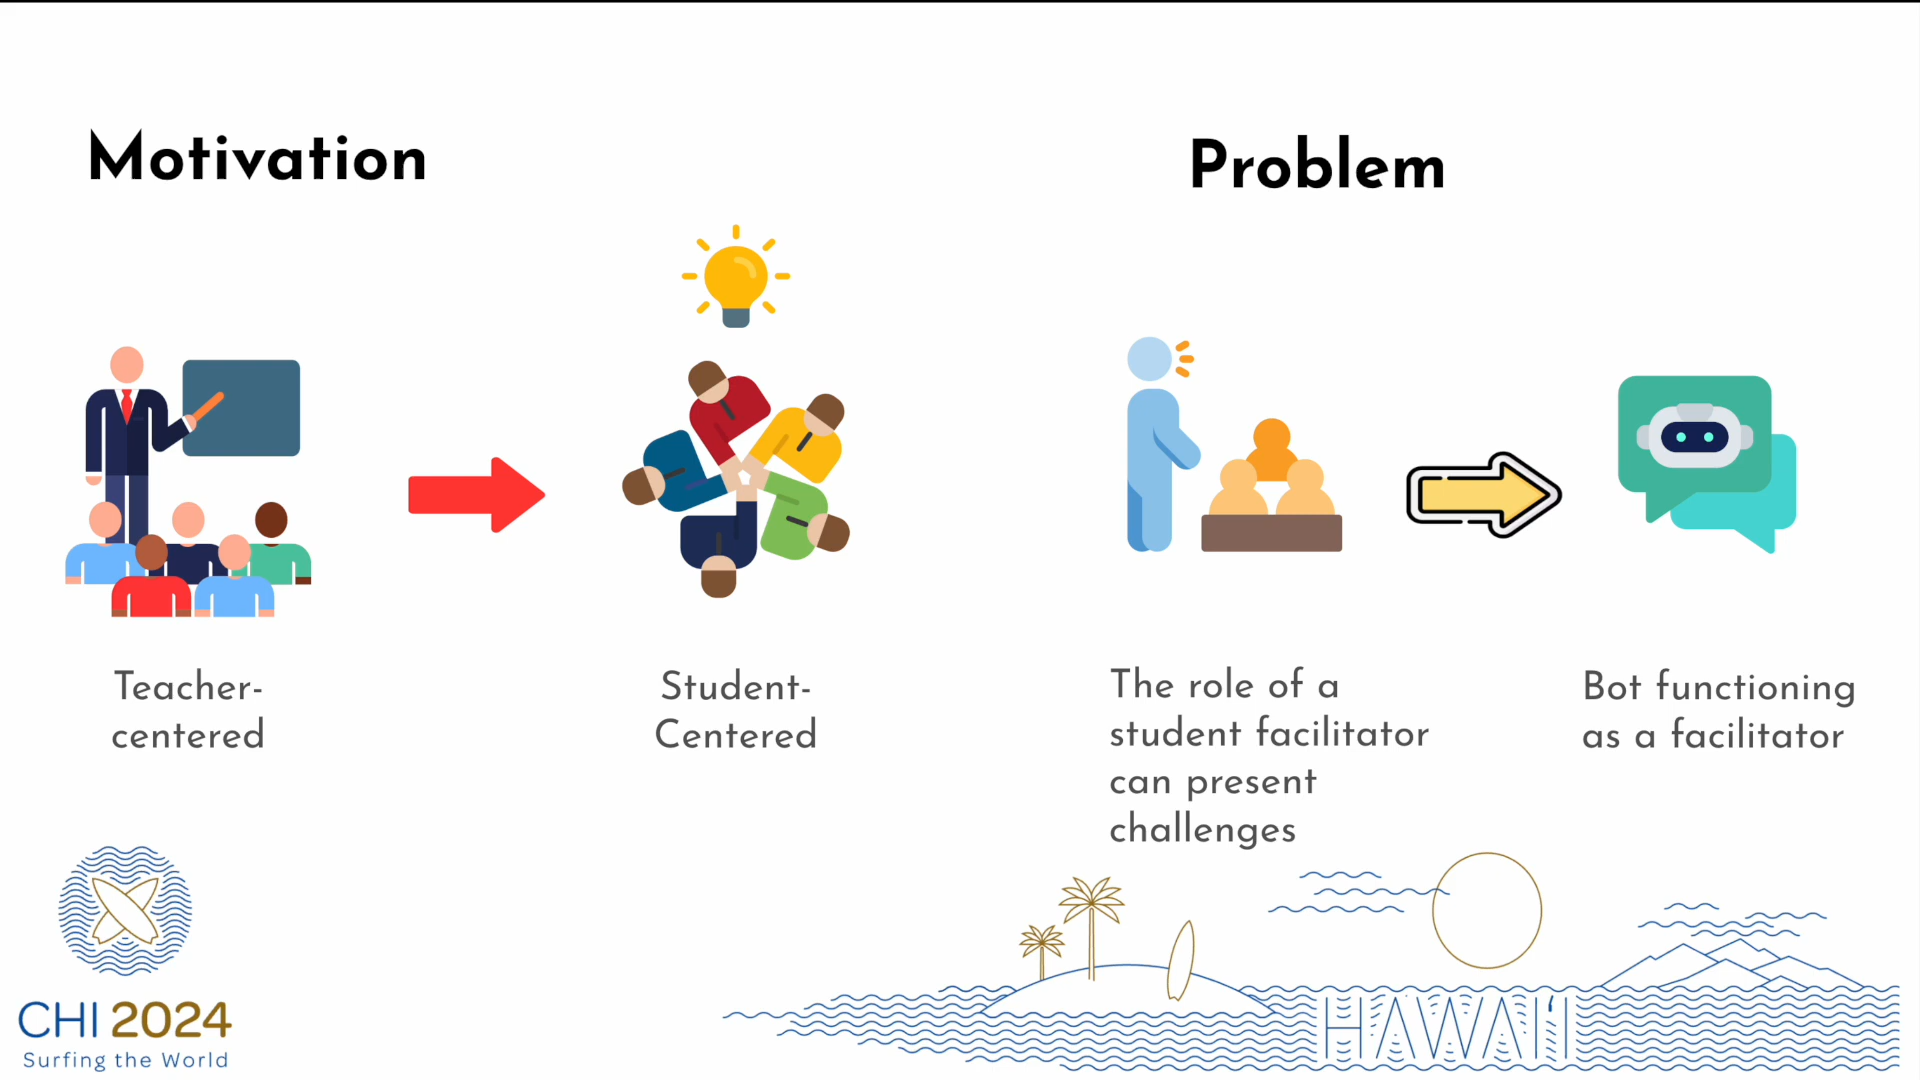 Motivation
Problem
Teacher-
centered
Student-
Centered
The role of a
student facilitator
can present
challenges
Bot functioning
as a facilitator
CHI 2024
Surfing the World
HAWAIʻI